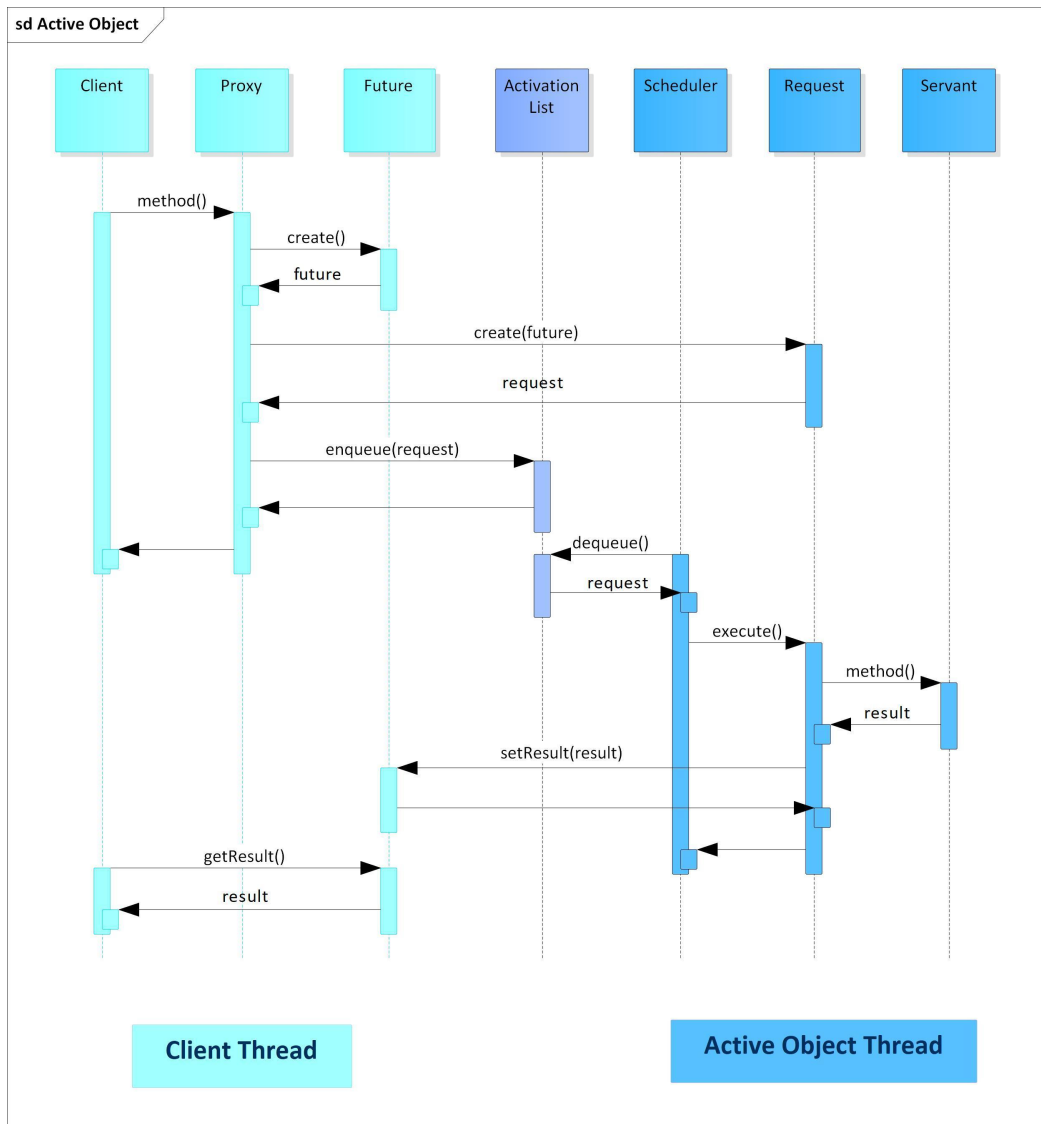 sd Active Object
Client
Proxy
Future
Activation
List
Scheduler
Request
Servant
method()
create()
future
create(future)
request
enqueue(request)
dequeue()
request
execute()
method()
result
setResult(result)
getResult()
result
Client Thread
Active Object Thread